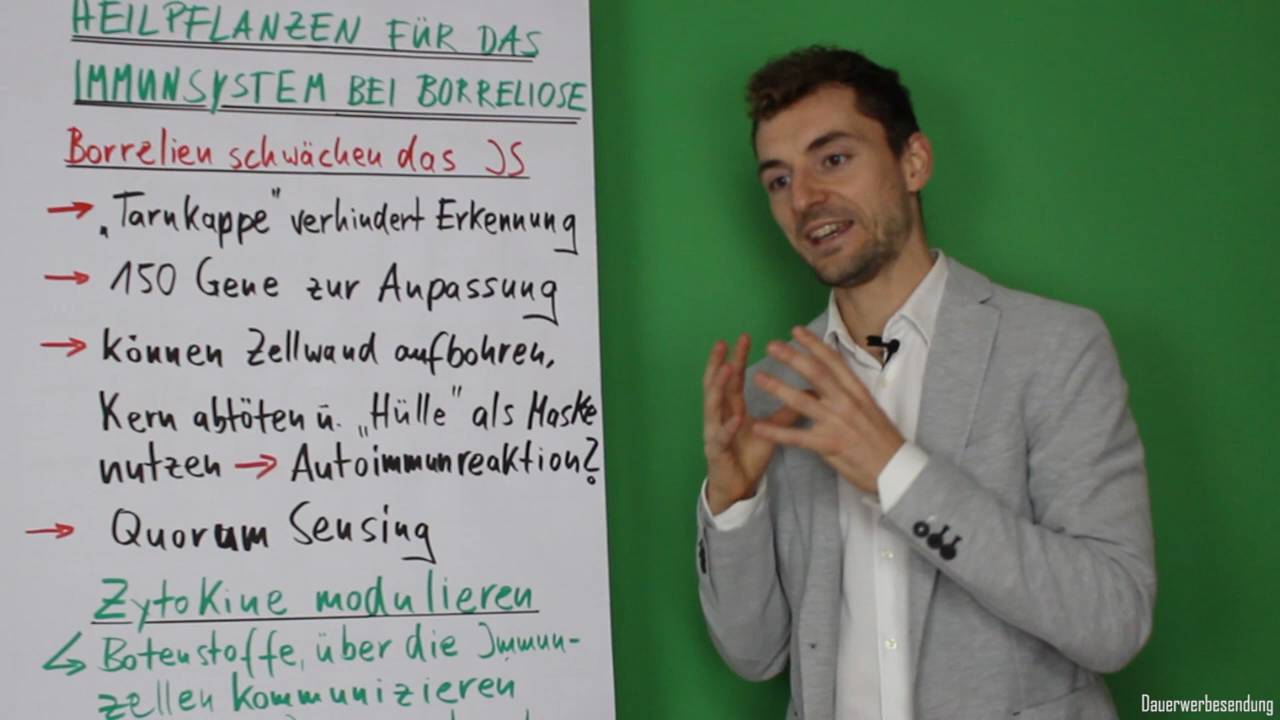 HEILPFLANZEN FÜR DAS
IMMUNSYSTEM BEI BORRELIOSE
Borrelien schwächen das IS
→ „Tarnkappe" verhindert Erkennung
→ 150 Gene zur Anpassung
→ können Zellwand aufbohren,
Kern abtöten u. „Hülle" als Maske
nutzen → Autoimmunreaktion?
→ Quorum Sensing
Zytokine modulieren
↳ Botenstoffe, über die Immun-
zellen kommunizieren
Dauerwerbesendung